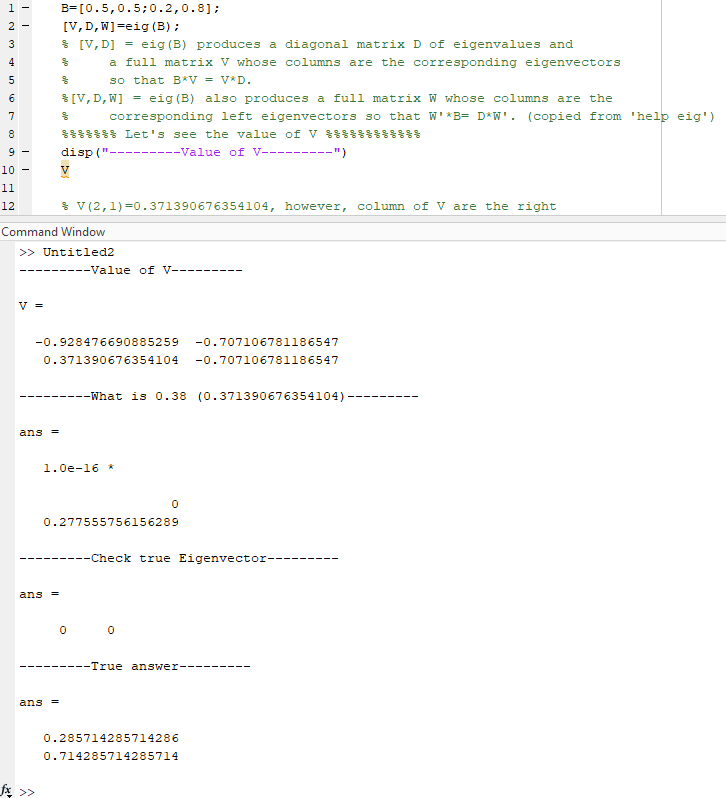 1 – B=[0.5,0.5;0.2,0.8];
2 – [V,D,W]=eig(B);
3 % [V,D] = eig(B) produces a diagonal matrix D of eigenvalues and
4 % a full matrix V whose columns are the corresponding eigenvectors
5 % so that B*V = V*D.
6 %[V,D,W] = eig(B) also produces a full matrix W whose columns are the
7 % corresponding left eigenvectors so that W'*B= D*W'. (copied from 'help eig')
8 %%%%%%% Let's see the value of V %%%%%%%%%%%%
9 – disp("---------Value of V---------")
10 – V
11
12 % V(2,1)=0.371390676354104, however, column of V are the right
Command Window
>> Untitled2
---------Value of V---------
V =
-0.928476690885259 -0.707106781186547
0.371390676354104 -0.707106781186547
---------What is 0.38 (0.371390676354104)---------
ans =
1.0e-16 *
0
0.277555756156289
---------Check true Eigenvector---------
ans =
0 0
---------True answer---------
ans =
0.285714285714286
0.714285714285714
fx >>